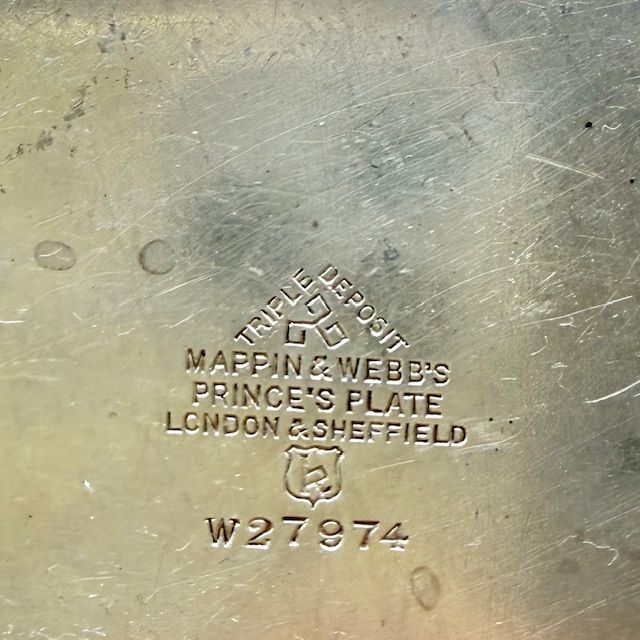 TRIPLE DEPOSIT
MAPPIN & WEBB'S
PRINCE'S PLATE
LONDON & SHEFFIELD
W27974